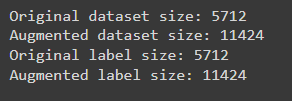 Original dataset size: 5712
Augmented dataset size: 11424
Original label size: 5712
Augmented label size: 11424